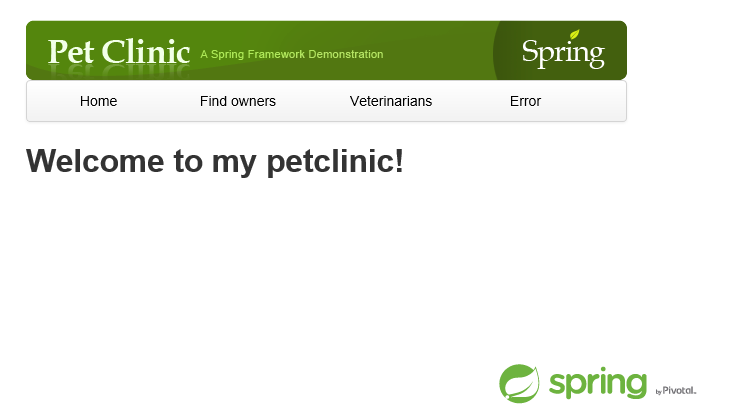 Pet Clinic A Spring Framework Demonstration Spring
Home Find owners Veterinarians Error
Welcome to my petclinic!
spring by Pivotal.